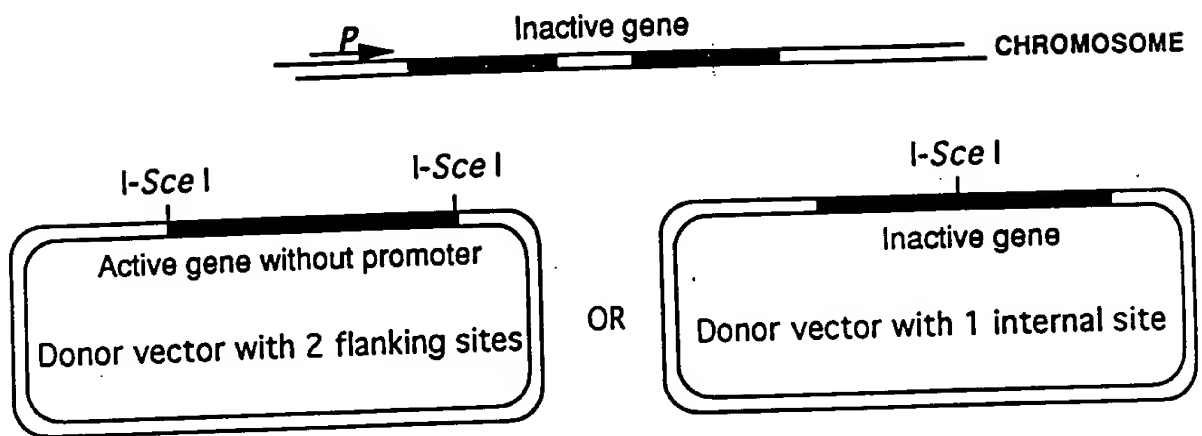 P
Inactive gene
CHROMOSOME
I-Sce I
I-Sce I
Active gene without promoter
Donor vector with 2 flanking sites
OR
I-Sce I
Inactive gene
Donor vector with 1 internal site